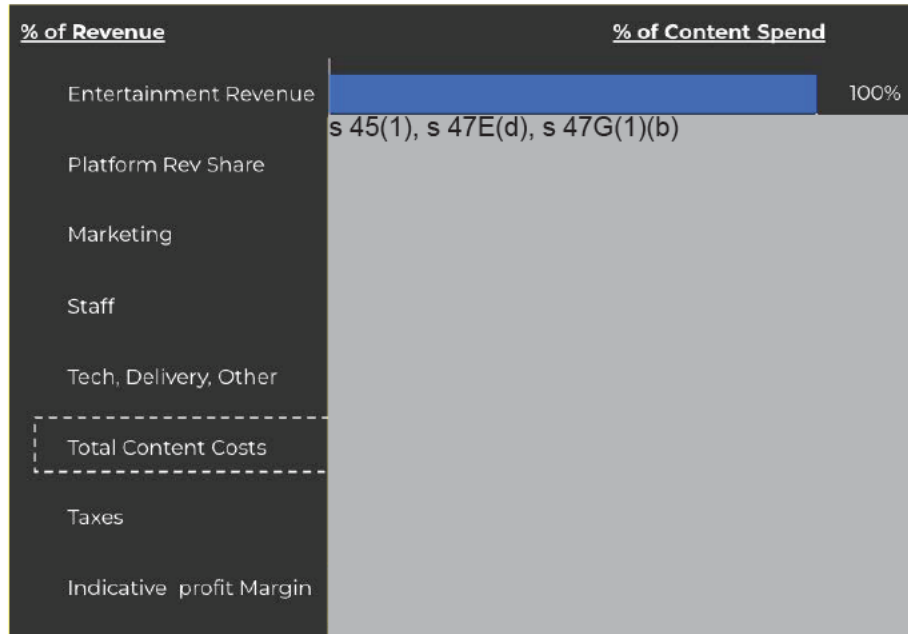 % of Revenue
% of Content Spend
Entertainment Revenue
100%
s 45(1), s 47E(d), s 47G(1)(b)
Platform Rev Share
Marketing
Staff
Tech, Delivery, Other
Total Content Costs
Taxes
Indicative profit Margin